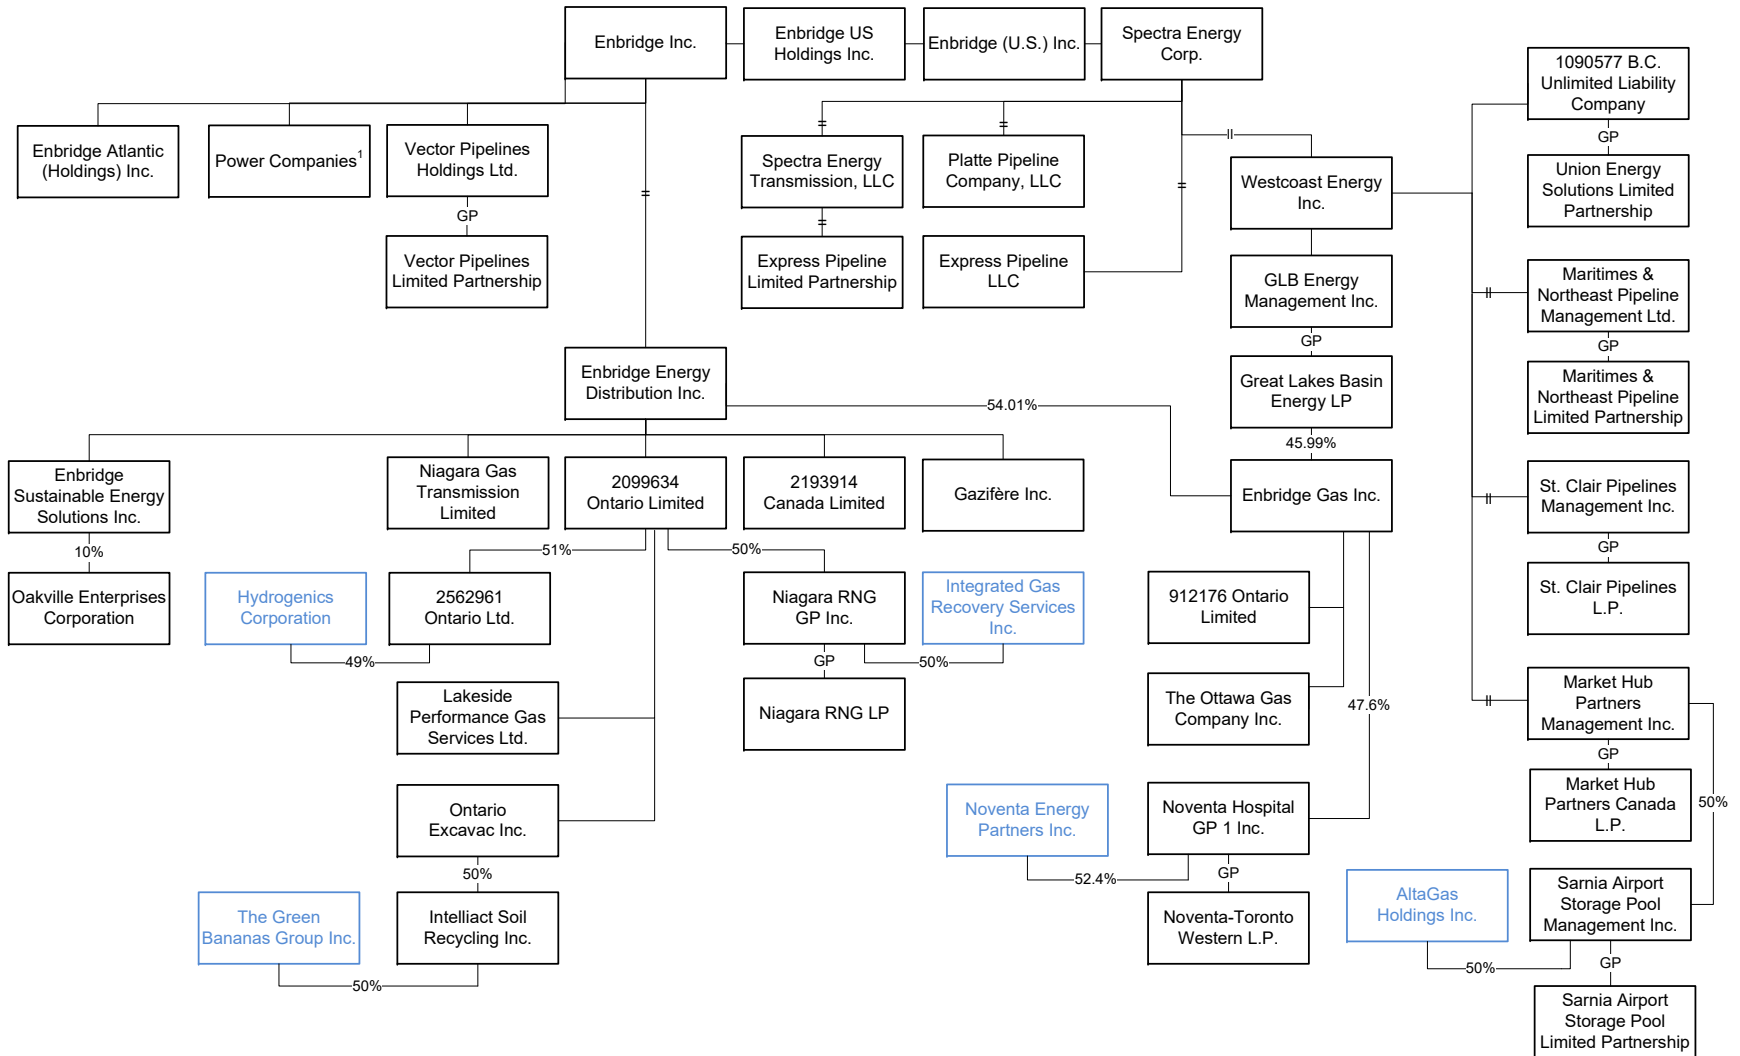 Enbridge Inc.
Enbridge US
Holdings Inc.
Enbridge (U.S.) Inc.
Spectra Energy
Corp.
1090577 B.C.
Unlimited Liability
Company
GP
Union Energy
Solutions Limited
Partnership
Enbridge Atlantic
(Holdings) Inc.
Power Companies¹
Vector Pipelines
Holdings Ltd.
GP
Vector Pipelines
Limited Partnership
Spectra Energy
Transmission, LLC
Platte Pipeline
Company, LLC
Express Pipeline
Limited Partnership
Express Pipeline
LLC
Westcoast Energy
Inc.
GLB Energy
Management Inc.
GP
Great Lakes Basin
Energy LP
45.99%
Maritimes &
Northeast Pipeline
Management Ltd.
GP
Maritimes &
Northeast Pipeline
Limited Partnership
Enbridge Energy
Distribution Inc.
54.01%
Enbridge
Sustainable Energy
Solutions Inc.
10%
Oakville Enterprises
Corporation
Niagara Gas
Transmission
Limited
2099634
Ontario Limited
2193914
Canada Limited
Gazifère Inc.
Enbridge Gas Inc.
St. Clair Pipelines
Management Inc.
GP
St. Clair Pipelines
L.P.
51%
50%
Hydrogenics
Corporation
2562961
Ontario Ltd.
49%
Niagara RNG
GP Inc.
Integrated Gas
Recovery Services
Inc.
50%
GP
Niagara RNG LP
912176 Ontario
Limited
The Ottawa Gas
Company Inc.
47.6%
Lakeside
Performance Gas
Services Ltd.
Market Hub
Partners
Management Inc.
GP
Market Hub
Partners Canada
L.P.
50%
Ontario
Excavac Inc.
50%
Noventa Energy
Partners Inc.
Noventa Hospital
GP 1 Inc.
52.4%
GP
Noventa-Toronto
Western L.P.
The Green
Bananas Group Inc.
Intelliact Soil
Recycling Inc.
50%
AltaGas
Holdings Inc.
Sarnia Airport
Storage Pool
Management Inc.
50%
GP
Sarnia Airport
Storage Pool
Limited Partnership